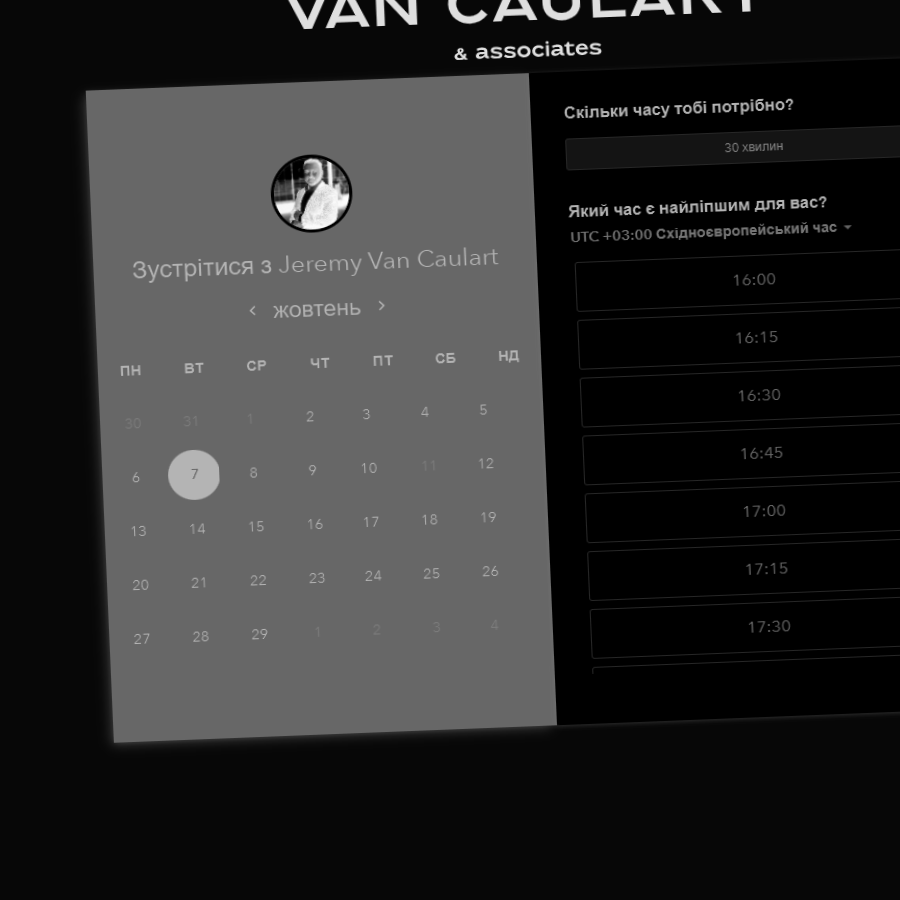 VAN CAULART
& associates
Зустрітися з Jeremy Van Caulart
жовтень
ПН ВТ СР ЧТ ПТ СБ НД
30 31 1 2 3 4 5
6 7 8 9 10 11 12
13 14 15 16 17 18 19
20 21 22 23 24 25 26
27 28 29 1 2 3 4
Скільки часу тобі потрібно?
30 хвилин
Який час є найліпшим для вас?
UTC +03:00 Східноєвропейський час
16:00
16:15
16:30
16:45
17:00
17:15
17:30